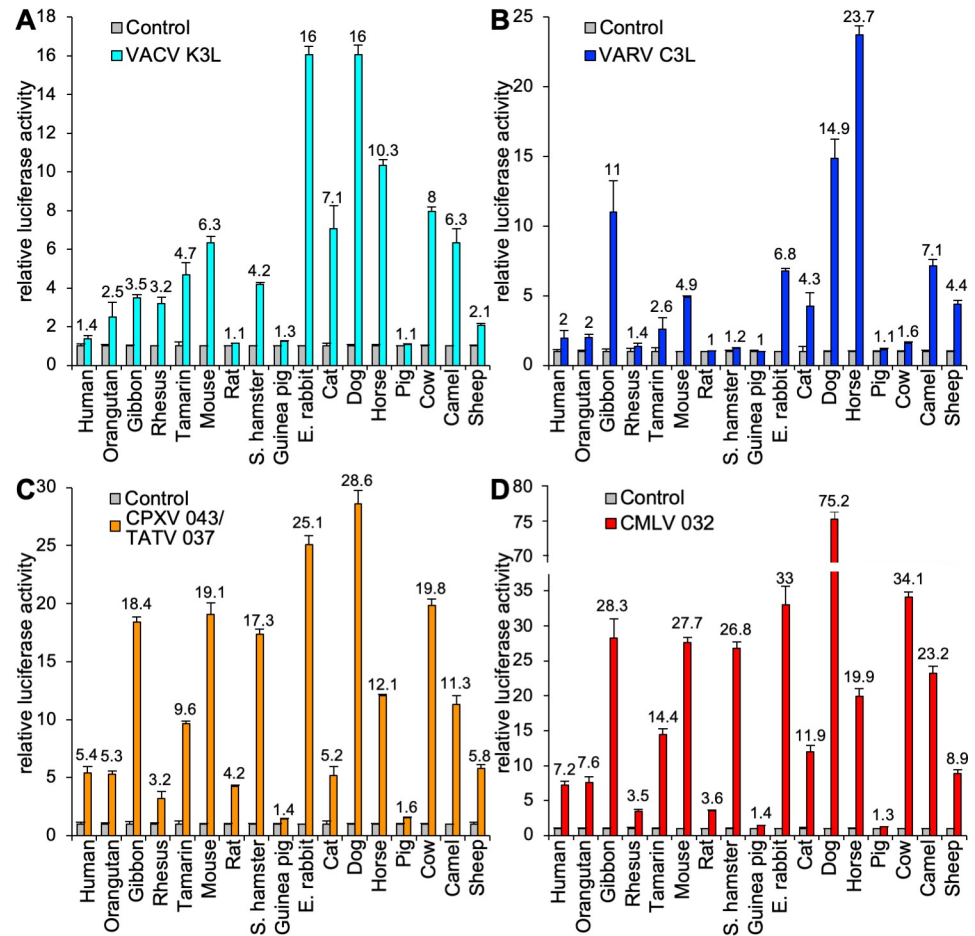 A
Control
VACV K3L
relative luciferase activity
18
16
14
12
10
8
6
4
2
0
1.4
2.5
3.5
3.2
4.7
6.3
1.1
4.2
1.3
16
7.1
16
10.3
1.1
8
6.3
2.1
Human
Orangutan
Gibbon
Rhesus
Tamarin
Mouse
Rat
S. hamster
Guinea pig
E. rabbit
Cat
Dog
Horse
Pig
Cow
Camel
Sheep
B
Control
VARV C3L
relative luciferase activity
25
20
15
10
5
0
2
2
11
1.4
2.6
4.9
1
1.2
1
6.8
4.3
14.9
23.7
1.1
1.6
7.1
4.4
Human
Orangutan
Gibbon
Rhesus
Tamarin
Mouse
Rat
S. hamster
Guinea pig
E. rabbit
Cat
Dog
Horse
Pig
Cow
Camel
Sheep
C
Control
CPXV 043/
TATV 037
relative luciferase activity
30
25
20
15
10
5
0
5.4
5.3
18.4
3.2
9.6
19.1
4.2
17.3
1.4
25.1
5.2
28.6
12.1
1.6
19.8
11.3
5.8
Human
Orangutan
Gibbon
Rhesus
Tamarin
Mouse
Rat
S. hamster
Guinea pig
E. rabbit
Cat
Dog
Horse
Pig
Cow
Camel
Sheep
D
Control
CMLV 032
relative luciferase activity
80
75
70
35
30
25
20
15
10
5
0
7.2
7.6
28.3
3.5
14.4
27.7
3.6
26.8
1.4
33
11.9
75.2
19.9
1.3
34.1
23.2
8.9
Human
Orangutan
Gibbon
Rhesus
Tamarin
Mouse
Rat
S. hamster
Guinea pig
E. rabbit
Cat
Dog
Horse
Pig
Cow
Camel
Sheep